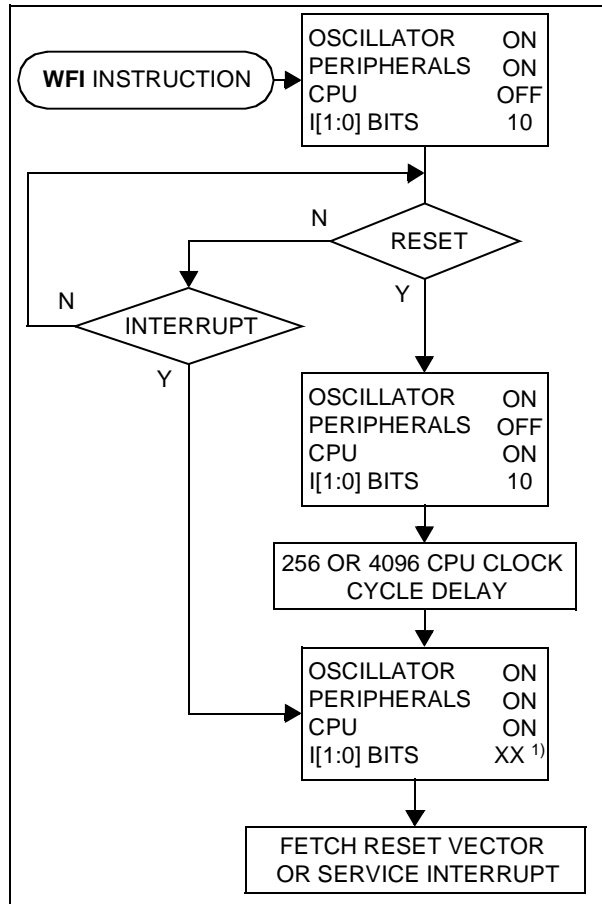 WFI INSTRUCTION
OSCILLATOR ON
PERIPHERALS ON
CPU OFF
I[1:0] BITS 10
N
RESET
N
INTERRUPT
Y
Y
OSCILLATOR ON
PERIPHERALS OFF
CPU ON
I[1:0] BITS 10
256 OR 4096 CPU CLOCK
CYCLE DELAY
OSCILLATOR ON
PERIPHERALS ON
CPU ON
I[1:0] BITS XX 1)
FETCH RESET VECTOR
OR SERVICE INTERRUPT